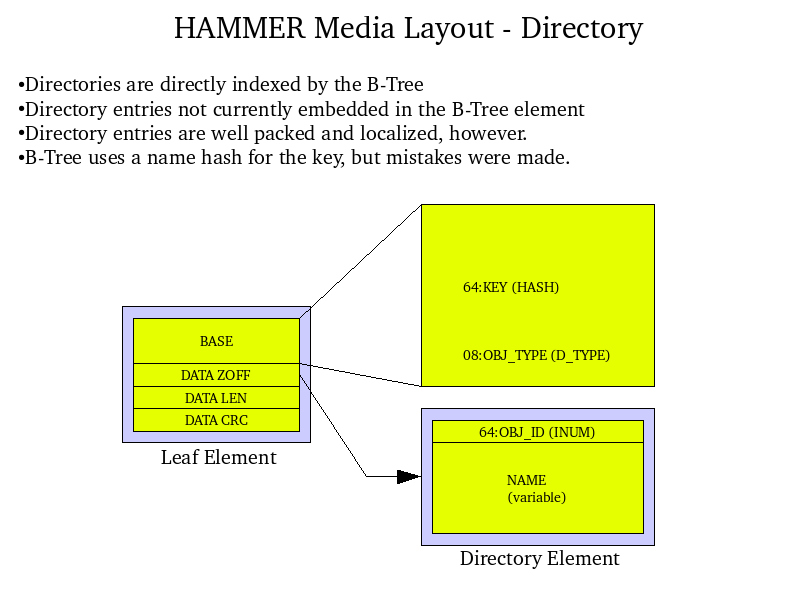 HAMMER Media Layout - Directory
•Directories are directly indexed by the B-Tree
•Directory entries not currently embedded in the B-Tree element
•Directory entries are well packed and localized, however.
•B-Tree uses a name hash for the key, but mistakes were made.
64:KEY (HASH)
08:OBJ_TYPE (D_TYPE)
BASE
DATA ZOFF
DATA LEN
DATA CRC
Leaf Element
64:OBJ_ID (INUM)
NAME
(variable)
Directory Element